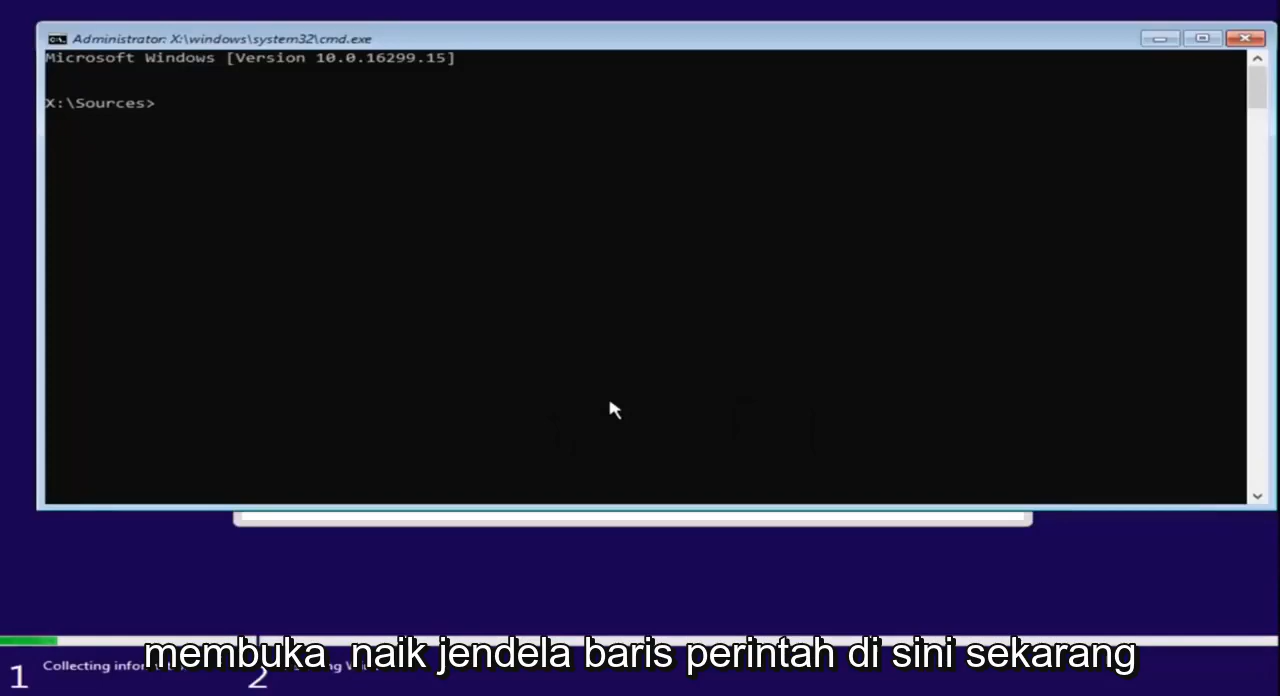 Administrator: X:\windows\system32\cmd.exe
Microsoft Windows [Version 10.0.16299.15]
X:\Sources>
membuka naik jendela baris perintah di sini sekarang
1 Collecting 2